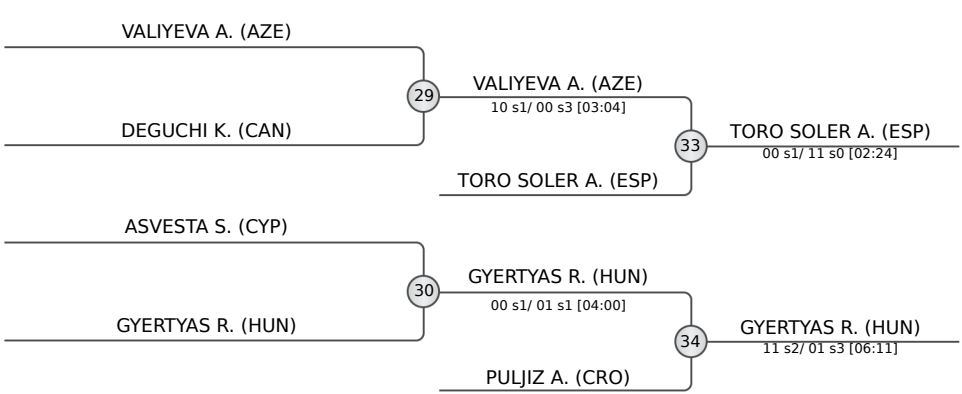 VALIYEVA A. (AZE)
29
DEGUCHI K. (CAN)
VALIYEVA A. (AZE)
10 s1/ 00 s3 [03:04]
33
TORO SOLER A. (ESP)
TORO SOLER A. (ESP)
00 s1/ 11 s0 [02:24]
ASVESTA S. (CYP)
30
GYERTYAS R. (HUN)
GYERTYAS R. (HUN)
00 s1/ 01 s1 [04:00]
34
PULJIZ A. (CRO)
GYERTYAS R. (HUN)
11 s2/ 01 s3 [06:11]